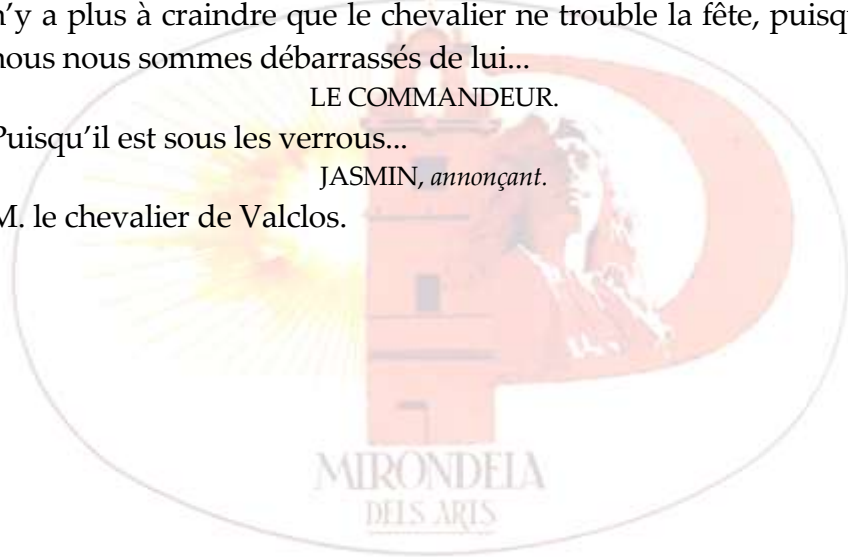 n’y a plus à craindre que le chevalier ne trouble la fête, puisqu
nous nous sommes débarrassés de lui...
LE COMMANDEUR.
Puisqu’il est sous les verrous...
JASMIN, annonçant.
M. le chevalier de Valclos.
MIRONDELA
DELS ARTS